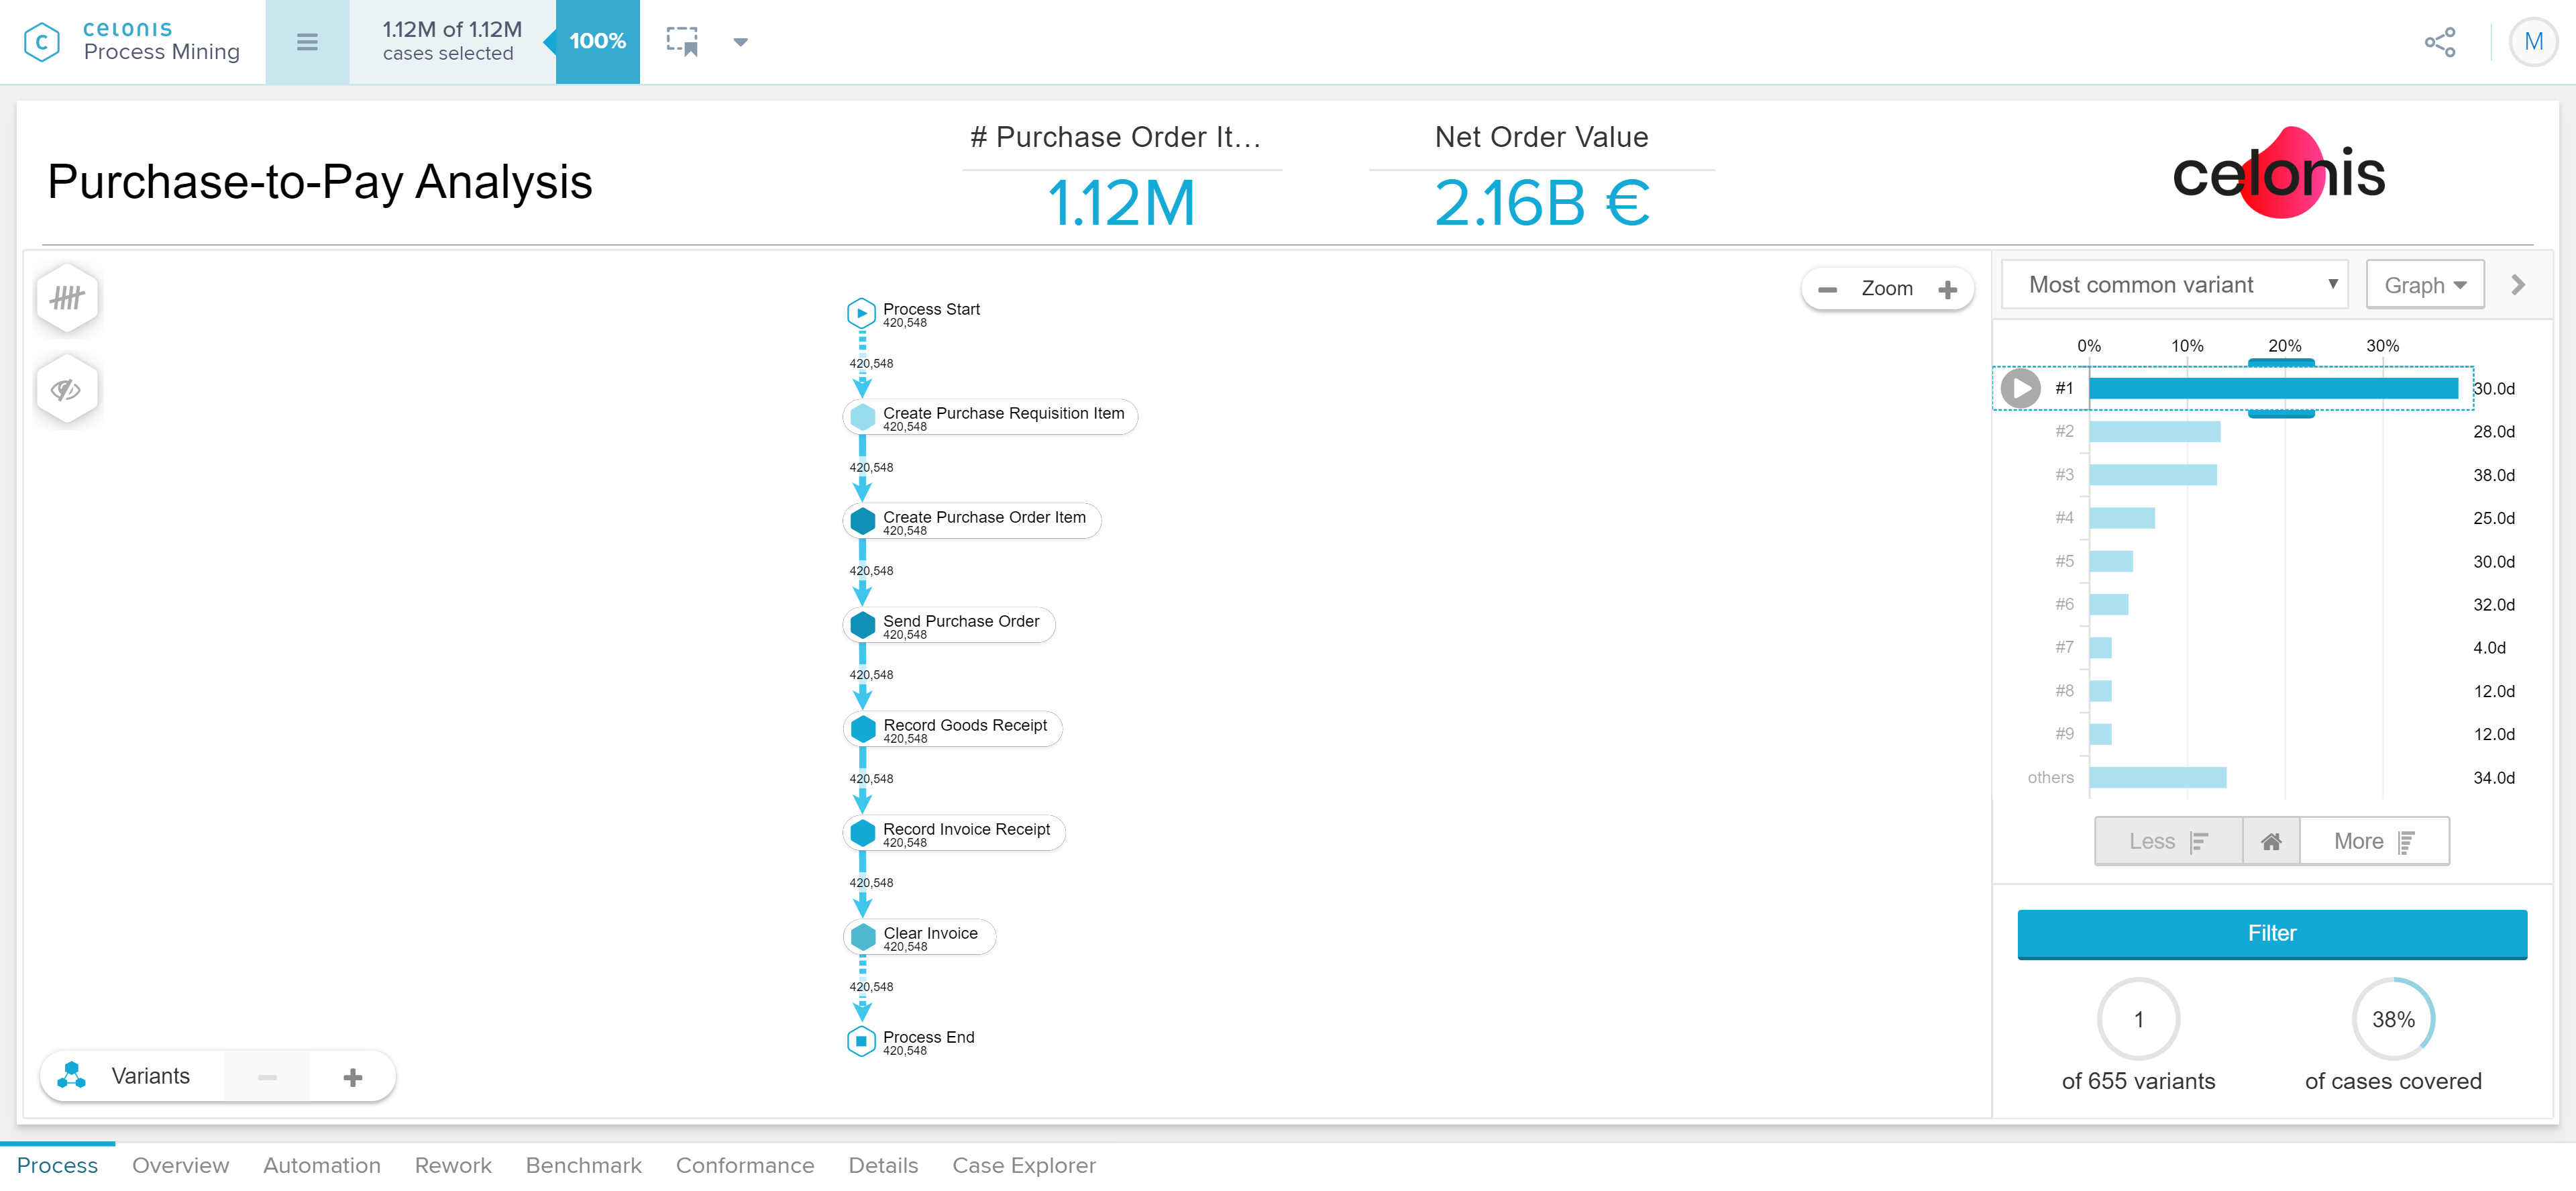 C
celonis
Process Mining
1.12M of 1.12M
cases selected
100%
M
Purchase-to-Pay Analysis
# Purchase Order It...
1.12M
Net Order Value
2.16B €
celonis
Zoom
Most common variant
Graph
Process Start
420,548
420,548
Create Purchase Requisition Item
420,548
420,548
Create Purchase Order Item
420,548
420,548
Send Purchase Order
420,548
420,548
Record Goods Receipt
420,548
420,548
Record Invoice Receipt
420,548
420,548
Clear Invoice
420,548
420,548
Process End
420,548
0% 10% 20% 30%
#1 30.0d
#2 28.0d
#3 38.0d
#4 25.0d
#5 30.0d
#6 32.0d
#7 4.0d
#8 12.0d
#9 12.0d
others 34.0d
Less More
Filter
1
of 655 variants
38%
of cases covered
Variants
Process Overview Automation Rework Benchmark Conformance Details Case Explorer